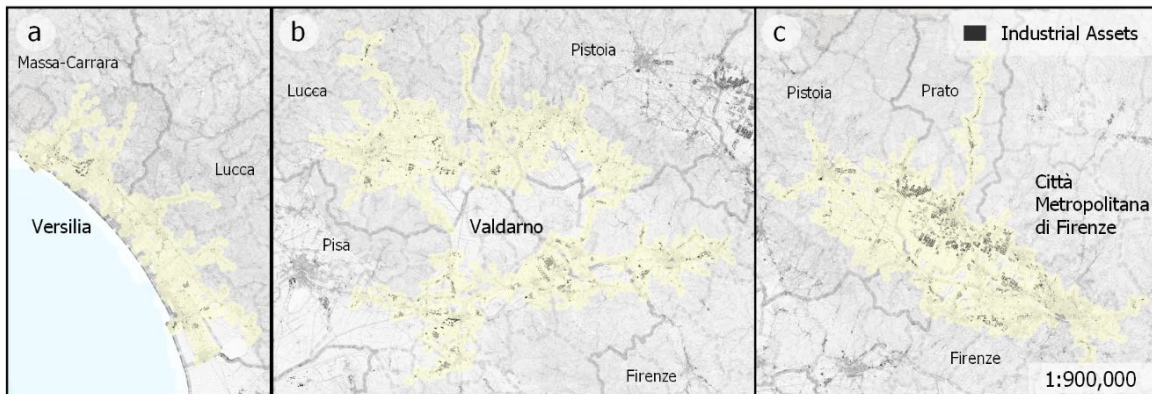 a
Massa-Carrara
Lucca
Versilia
b
Pistoia
Lucca
Pisa
Valdarno
Firenze
c
Industrial Assets
Pistoia
Prato
Città
Metropolitana
di Firenze
Firenze
1:900,000